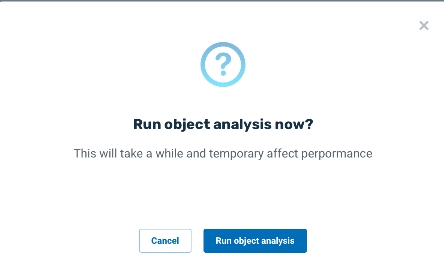 Run object analysis now?
This will take a while and temporary affect perpormance
Cancel
Run object analysis